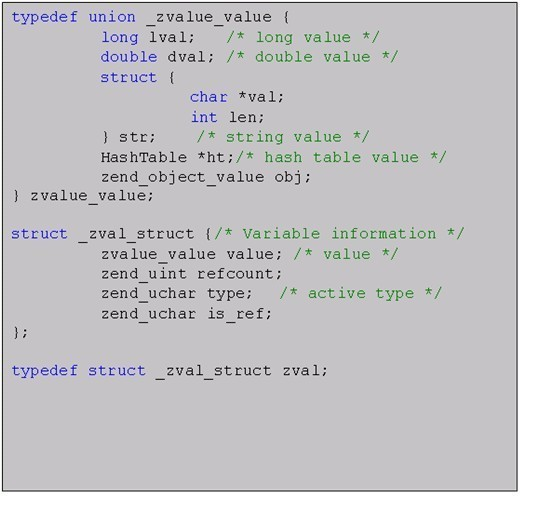 typedef union _zvalue_value {
long lval; /* long value */
double dval; /* double value */
struct {
char *val;
int len;
} str; /* string value */
HashTable *ht;/* hash table value */
zend_object_value obj;
} zvalue_value;
struct _zval_struct {/* Variable information */
zvalue_value value; /* value */
zend_uint refcount;
zend_uchar type; /* active type */
zend_uchar is_ref;
};
typedef struct _zval_struct zval;